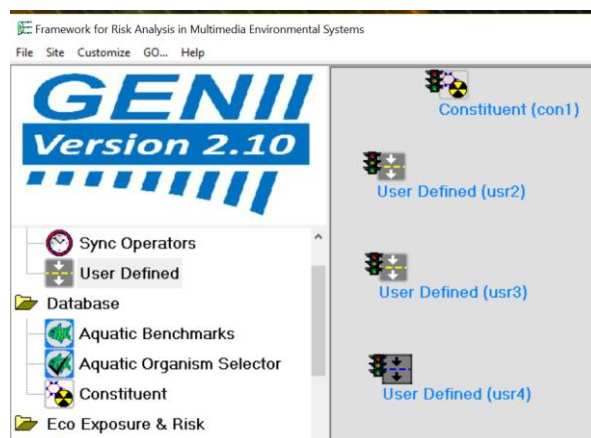 Framework for Risk Analysis in Multimedia Environmental Systems
File Site Customize GO... Help
GENII
Version 2.10
Sync Operators
User Defined
Database
Aquatic Benchmarks
Aquatic Organism Selector
Constituent
Eco Exposure & Risk
Constituent (con1)
User Defined (usr2)
User Defined (usr3)
User Defined (usr4)